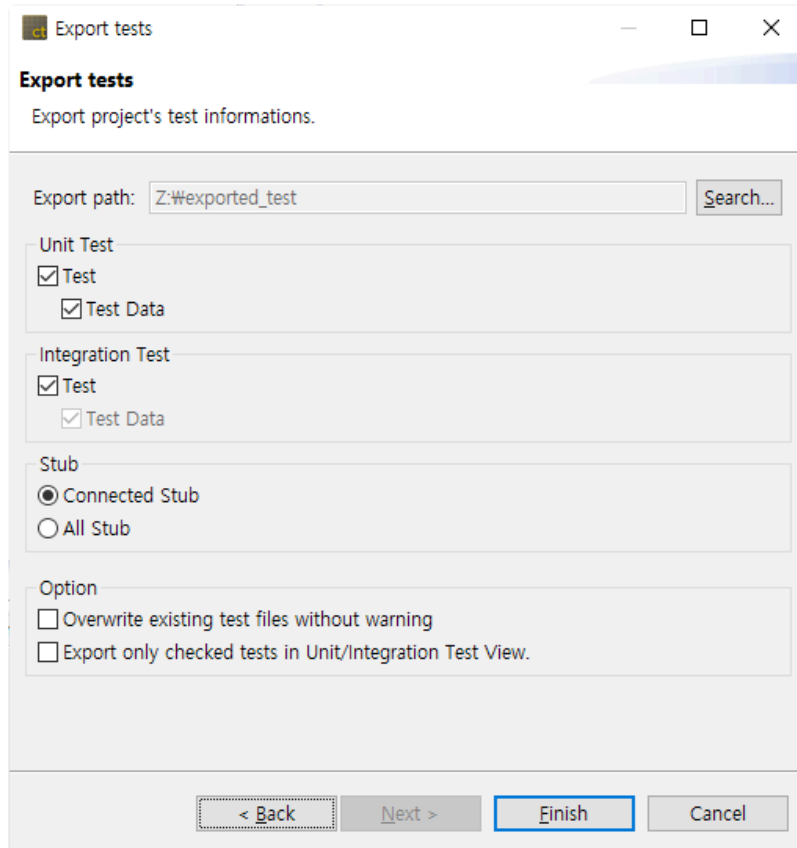 ct Export tests
Export tests
Export project's test informations.
Export path: Z:₩exported_test Search...
Unit Test
Test
Test Data
Integration Test
Test
Test Data
Stub
Connected Stub
All Stub
Option
Overwrite existing test files without warning
Export only checked tests in Unit/Integration Test View.
< Back Next > Finish Cancel